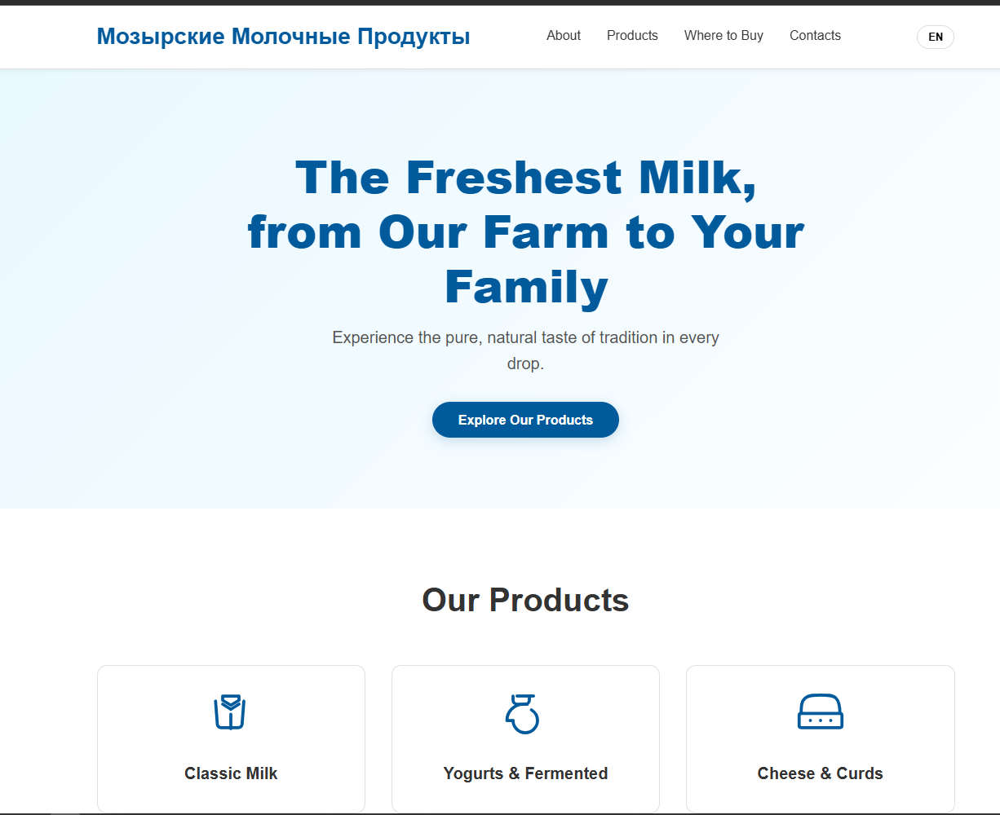 Мозырские Молочные Продукты
About
Products
Where to Buy
Contacts
EN
The Freshest Milk,
from Our Farm to Your
Family
Experience the pure, natural taste of tradition in every
drop.
Explore Our Products
Our Products
Classic Milk
Yogurts & Fermented
Cheese & Curds